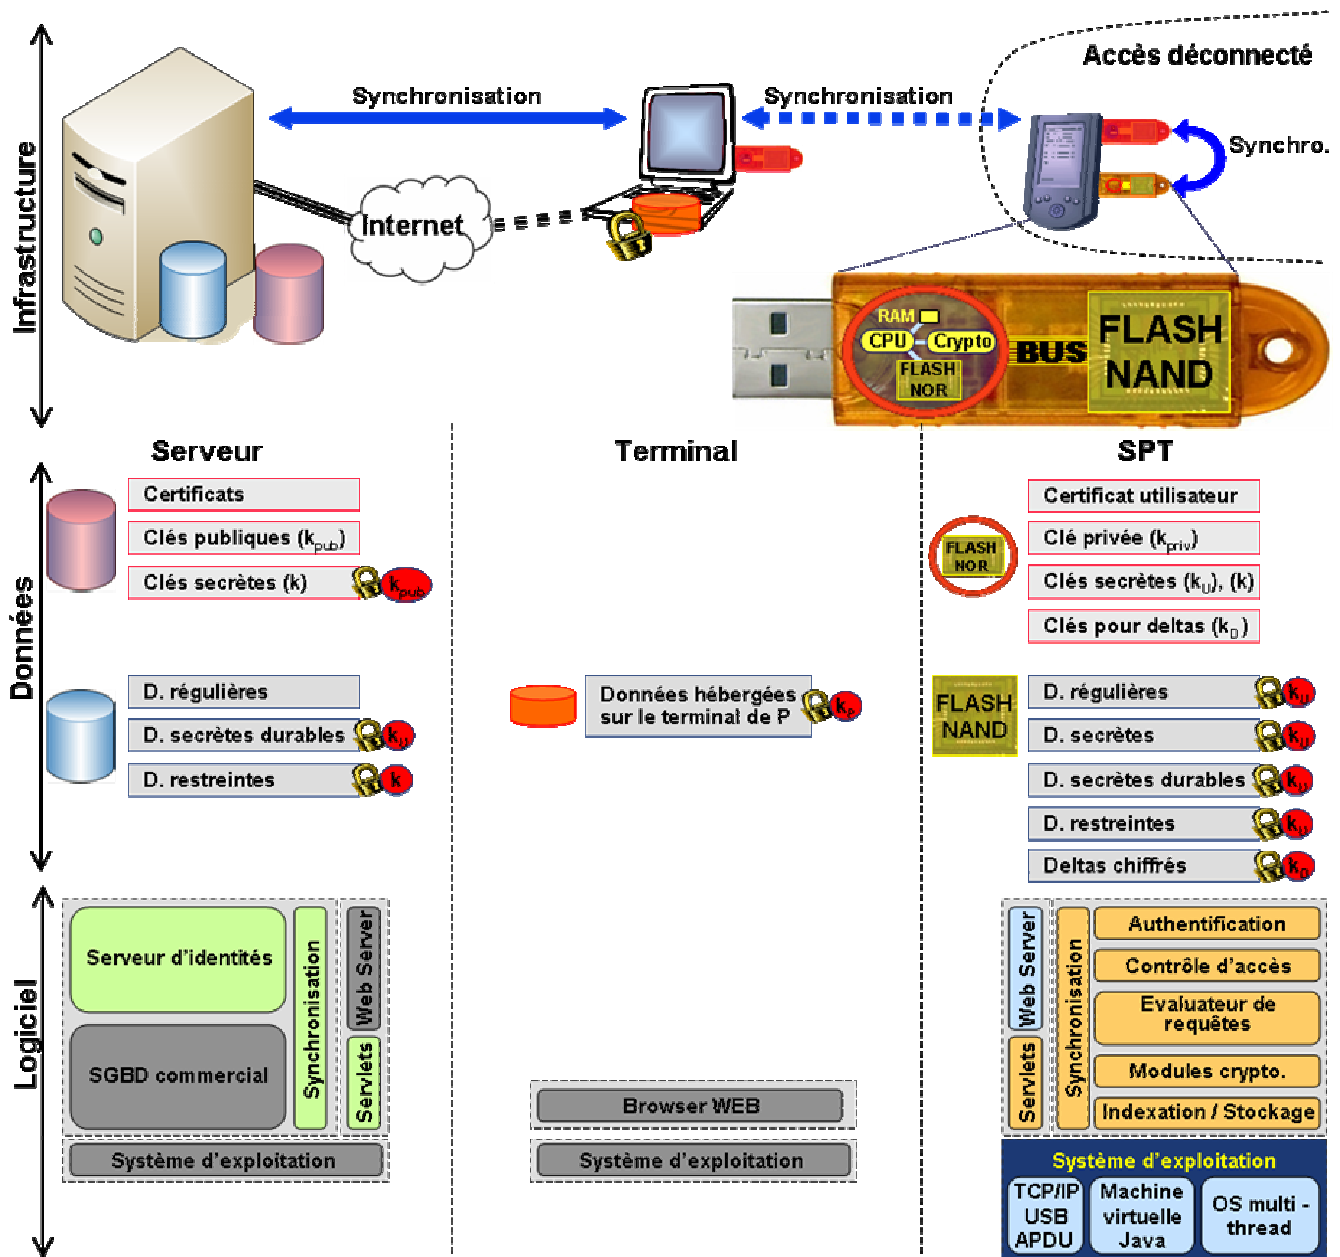 Accès déconnecté
Synchronisation
Synchronisation
Synchro.
Internet
Infrastructure
RAM
CPU
Crypto
FLASH
NOR
BUS
FLASH
NAND
Serveur
Terminal
SPT
Données
Certificats
Clés publiques (kpub)
Clés secrètes (k)
kpub
D. régulières
D. secrètes durables
kU
D. restreintes
k
Données hébergées
sur le terminal de P
kP
FLASH
NOR
Certificat utilisateur
Clé privée (kpriv)
Clés secrètes (kU), (k)
Clés pour deltas (kD)
FLASH
NAND
D. régulières
kU
D. secrètes
kU
D. secrètes durables
kU
D. restreintes
kU
Deltas chiffrés
kD
Logiciel
Serveur d'identités
SGBD commercial
Synchronisation
Web Server
Servlets
Système d'exploitation
Browser WEB
Système d'exploitation
Web Server
Servlets
Synchronisation
Authentification
Contrôle d'accès
Evaluateur de
requêtes
Modules crypto.
Indexation / Stockage
Système d'exploitation
TCP/IP
USB
APDU
Machine
virtuelle
Java
OS multi -
thread